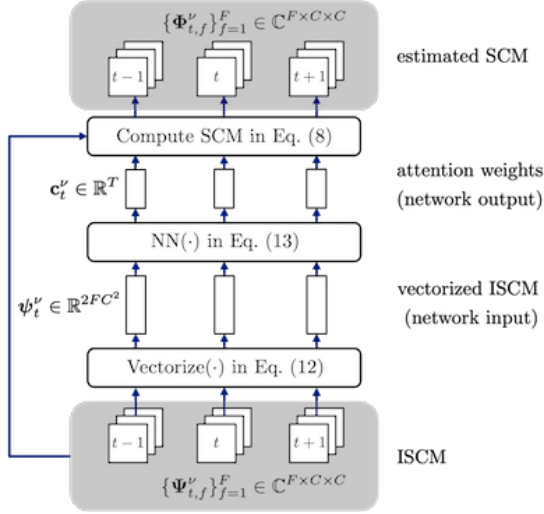 {Φ^ν_{t,f}}^F_{f=1} ∈ ℂ^{F×C×C}
t − 1 t t + 1
estimated SCM
Compute SCM in Eq. (8)
c^ν_t ∈ ℝ^T
attention weights
(network output)
NN(·) in Eq. (13)
ψ^ν_t ∈ ℝ^{2FC^2}
vectorized ISCM
(network input)
Vectorize(·) in Eq. (12)
t − 1 t t + 1
ISCM
{Ψ^ν_{t,f}}^F_{f=1} ∈ ℂ^{F×C×C}